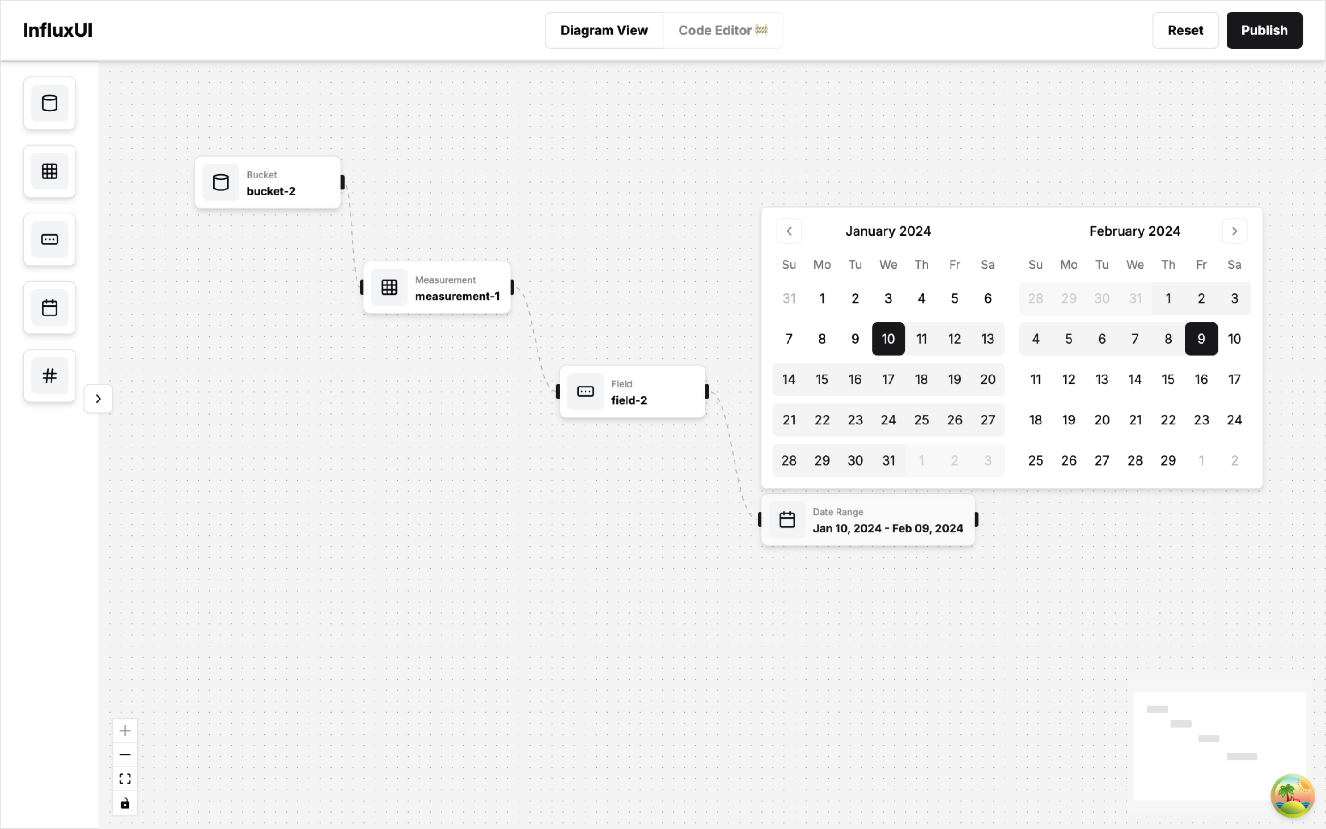 InfluxUI
Diagram View Code Editor 🚧
Reset Publish
Bucket
bucket-2
Measurement
measurement-1
Field
field-2
January 2024
Su Mo Tu We Th Fr Sa
31 1 2 3 4 5 6
7 8 9 10 11 12 13
14 15 16 17 18 19 20
21 22 23 24 25 26 27
28 29 30 31 1 2 3
February 2024
Su Mo Tu We Th Fr Sa
28 29 30 31 1 2 3
4 5 6 7 8 9 10
11 12 13 14 15 16 17
18 19 20 21 22 23 24
25 26 27 28 29 1 2
Date Range
Jan 10, 2024 - Feb 09, 2024